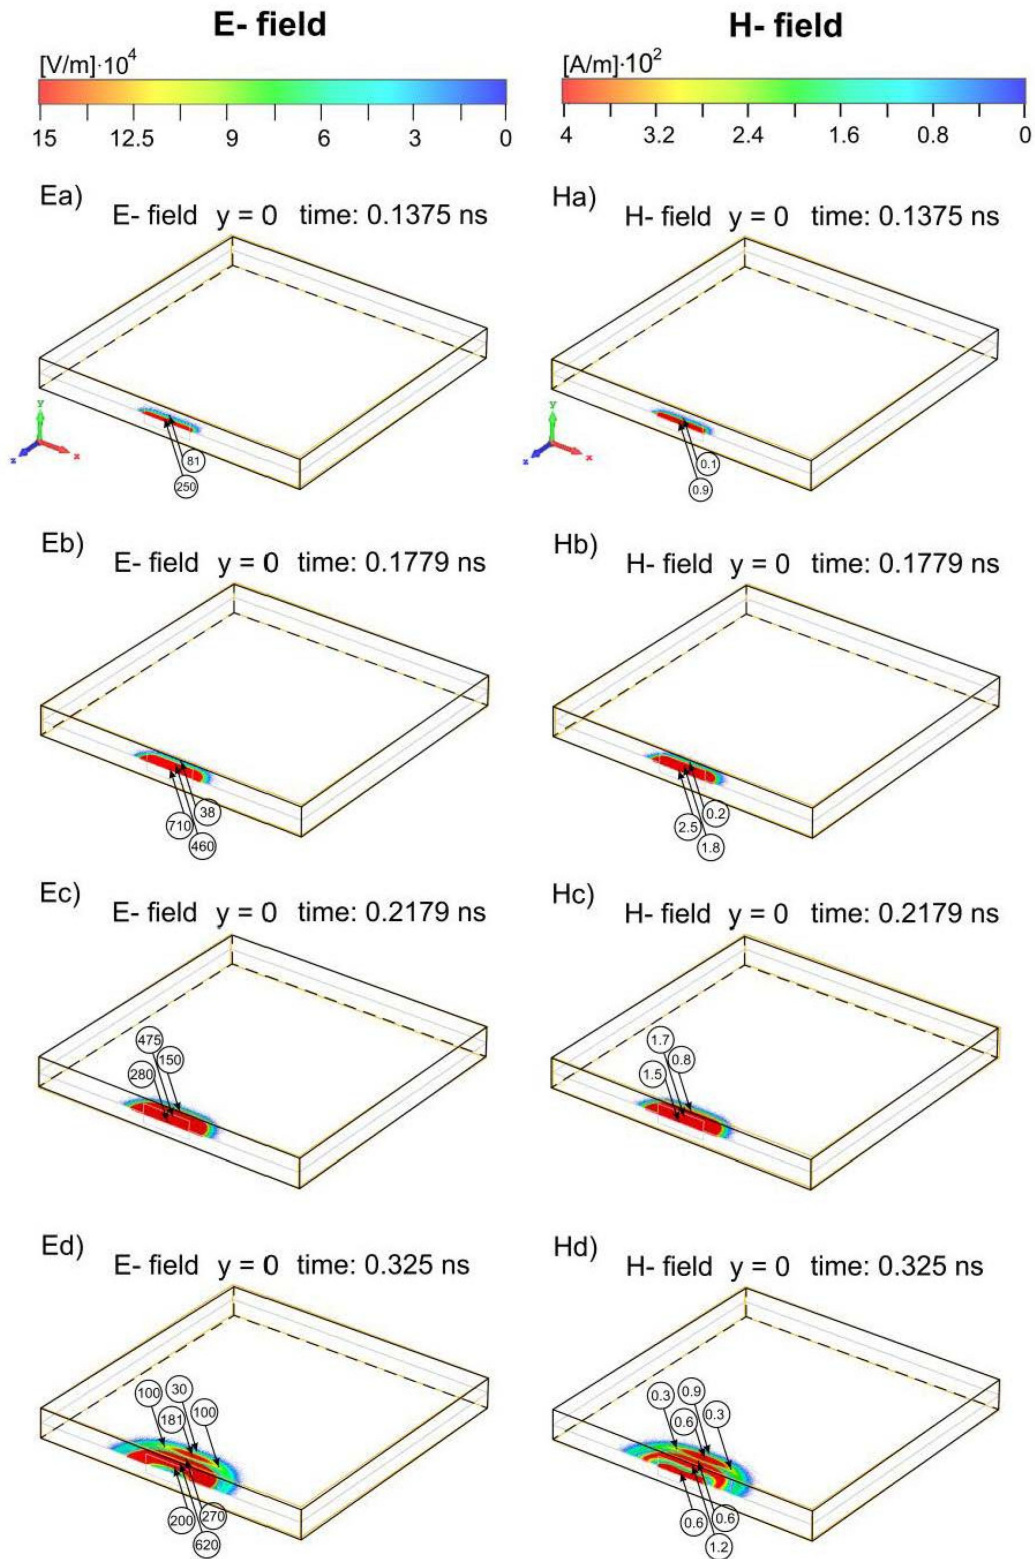 E- field H- field
[V/m]·10⁴ [A/m]·10²
15 12.5 9 6 3 0 4 3.2 2.4 1.6 0.8 0
Ea) Ha)
E- field y = 0 time: 0.1375 ns H- field y = 0 time: 0.1375 ns
y y
z x z x
81 0.1
250 0.9
Eb) Hb)
E- field y = 0 time: 0.1779 ns H- field y = 0 time: 0.1779 ns
38 0.2
710 2.5
460 1.8
Ec) Hc)
E- field y = 0 time: 0.2179 ns H- field y = 0 time: 0.2179 ns
475 1.7
150 0.8
280 1.5
Ed) Hd)
E- field y = 0 time: 0.325 ns H- field y = 0 time: 0.325 ns
100 30 0.3 0.9
181 100 0.6 0.3
200 270 0.6 0.6
620 1.2